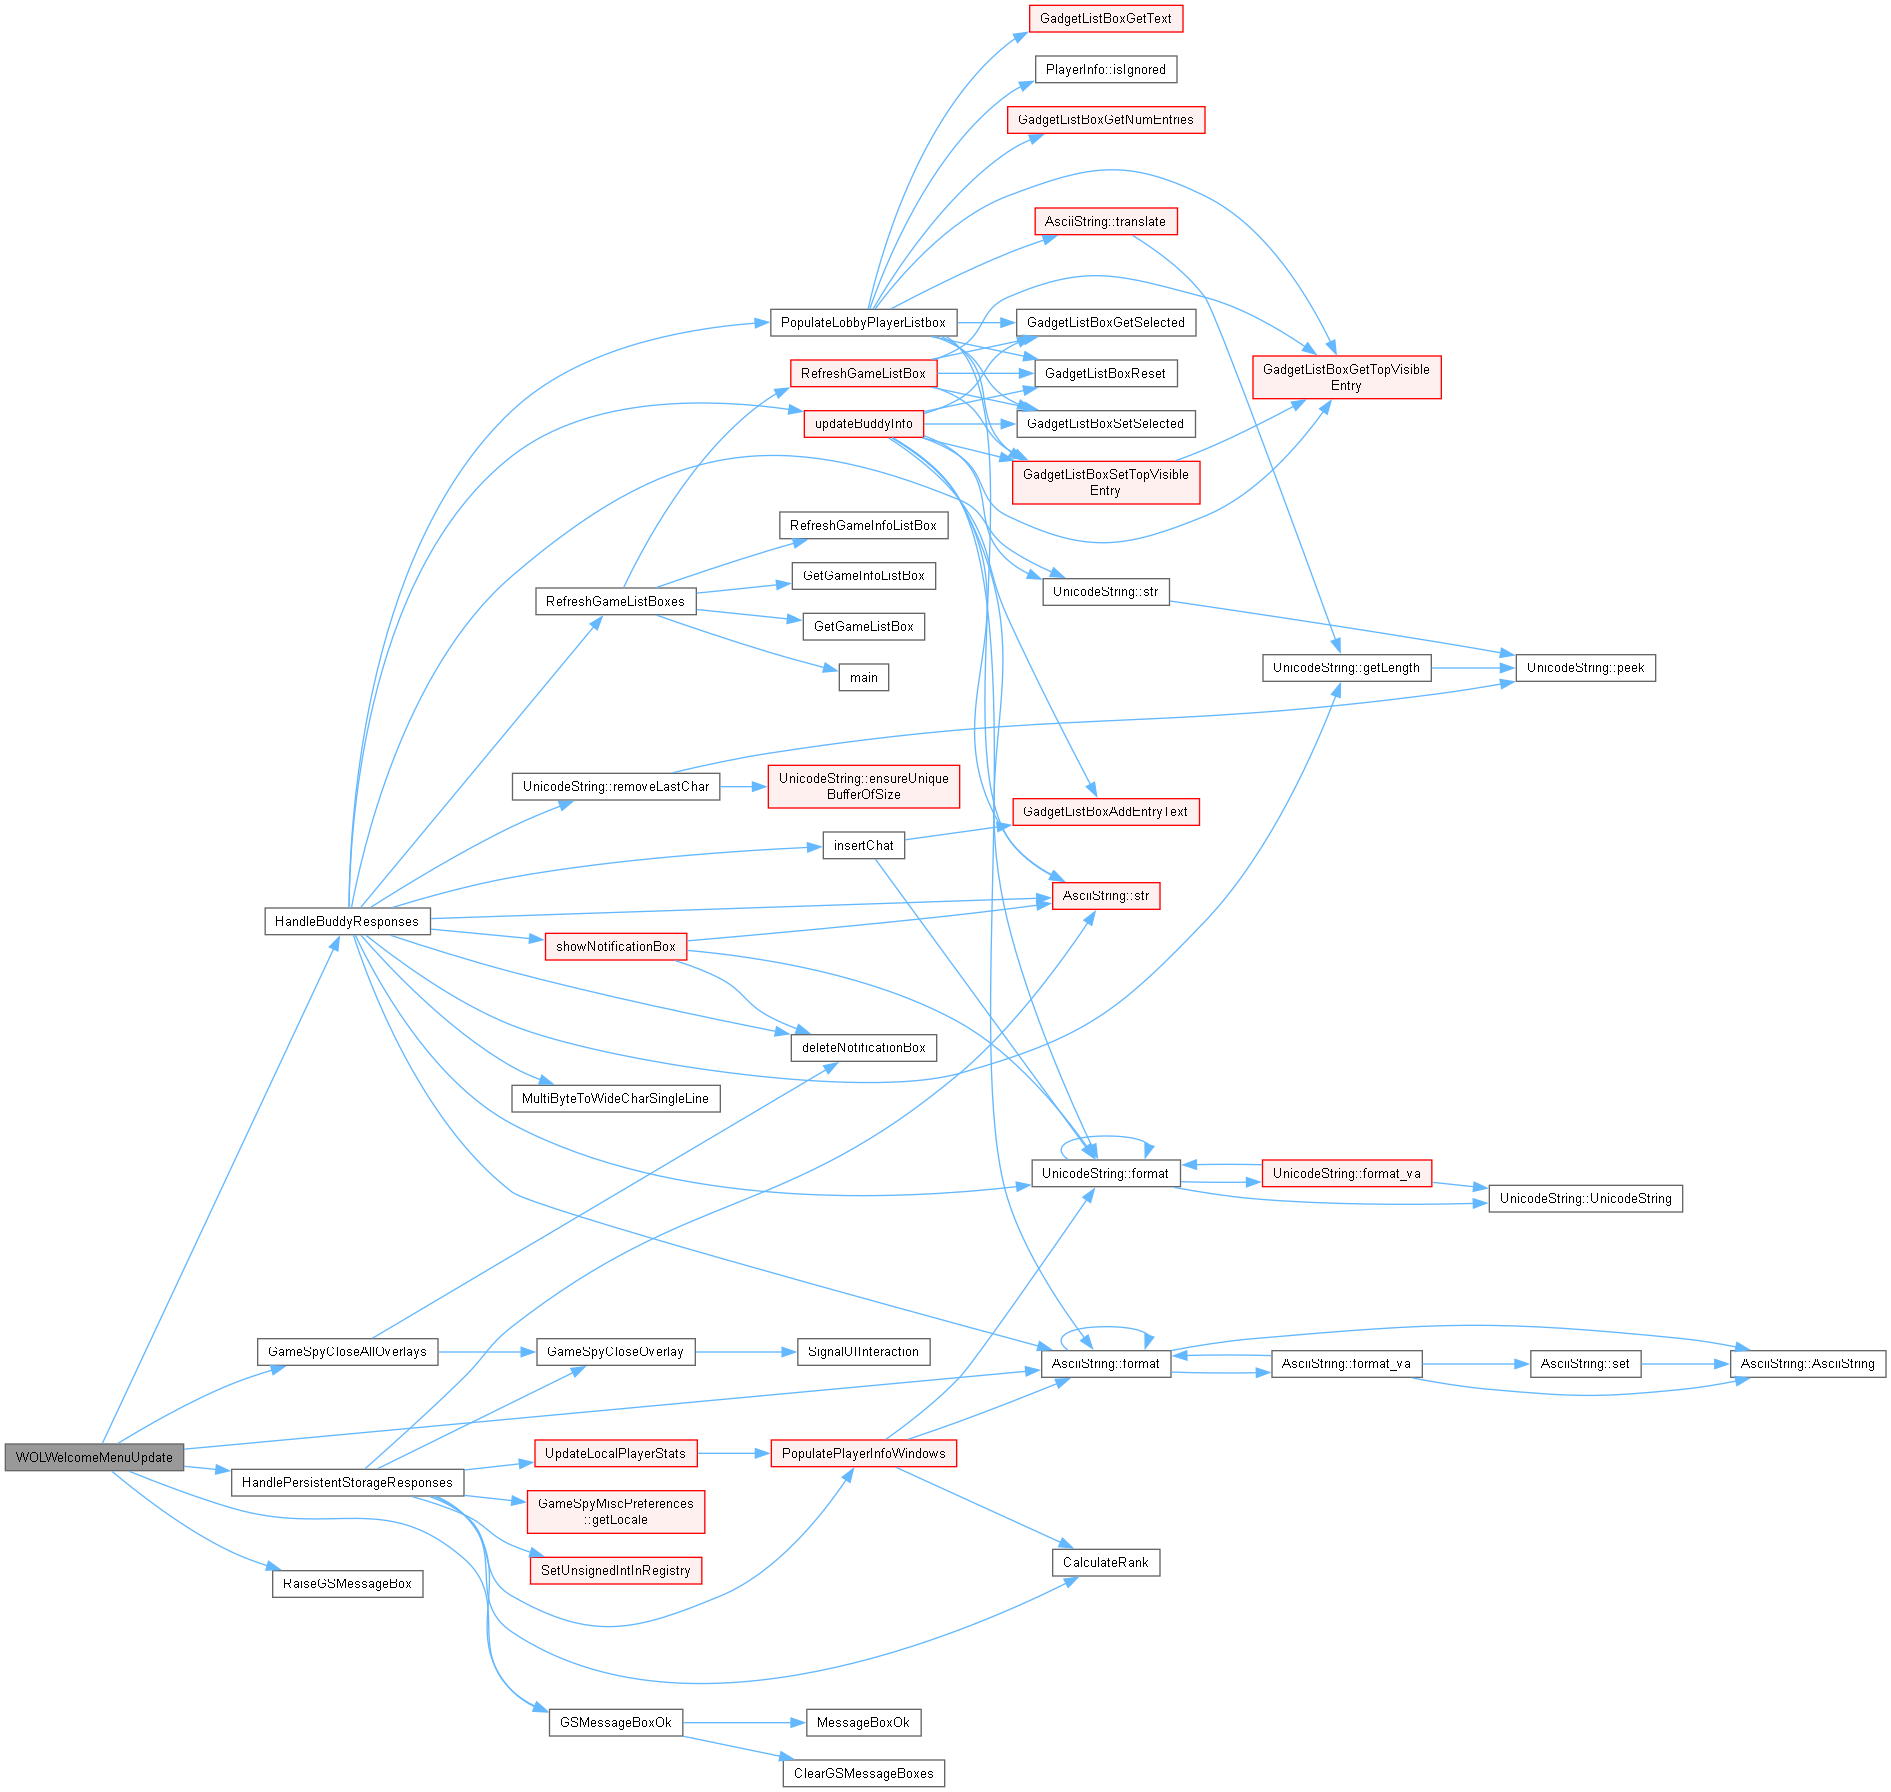 GadgetListBoxGetText
PlayerInfo::isIgnored
GadgetListBoxGetNumEntries
AsciiString::translate
PopulateLobbyPlayerListbox
GadgetListBoxGetSelected
RefreshGameListBox
GadgetListBoxReset
GadgetListBoxGetTopVisible
Entry
updateBuddyInfo
GadgetListBoxSetSelected
GadgetListBoxSetTopVisible
Entry
RefreshGameInfoListBox
GetGameInfoListBox
RefreshGameListBoxes
UnicodeString::str
GetGameListBox
main
UnicodeString::getLength
UnicodeString::peek
UnicodeString::removeLastChar
UnicodeString::ensureUnique
BufferOfSize
GadgetListBoxAddEntryText
insertChat
AsciiString::str
HandleBuddyResponses
showNotificationBox
deleteNotificationBox
MultiByteToWideCharSingleLine
UnicodeString::format
UnicodeString::format_va
UnicodeString::UnicodeString
GameSpyCloseAllOverlays
GameSpyCloseOverlay
SignalUIInteraction
AsciiString::format
AsciiString::format_va
AsciiString::set
AsciiString::AsciiString
WOLWelcomeMenuUpdate
HandlePersistentStorageResponses
UpdateLocalPlayerStats
PopulatePlayerInfoWindows
GameSpyMiscPreferences
::getLocale
SetUnsignedIntInRegistry
CalculateRank
RaiseGSMessageBox
GSMessageBoxOk
MessageBoxOk
ClearGSMessageBoxes